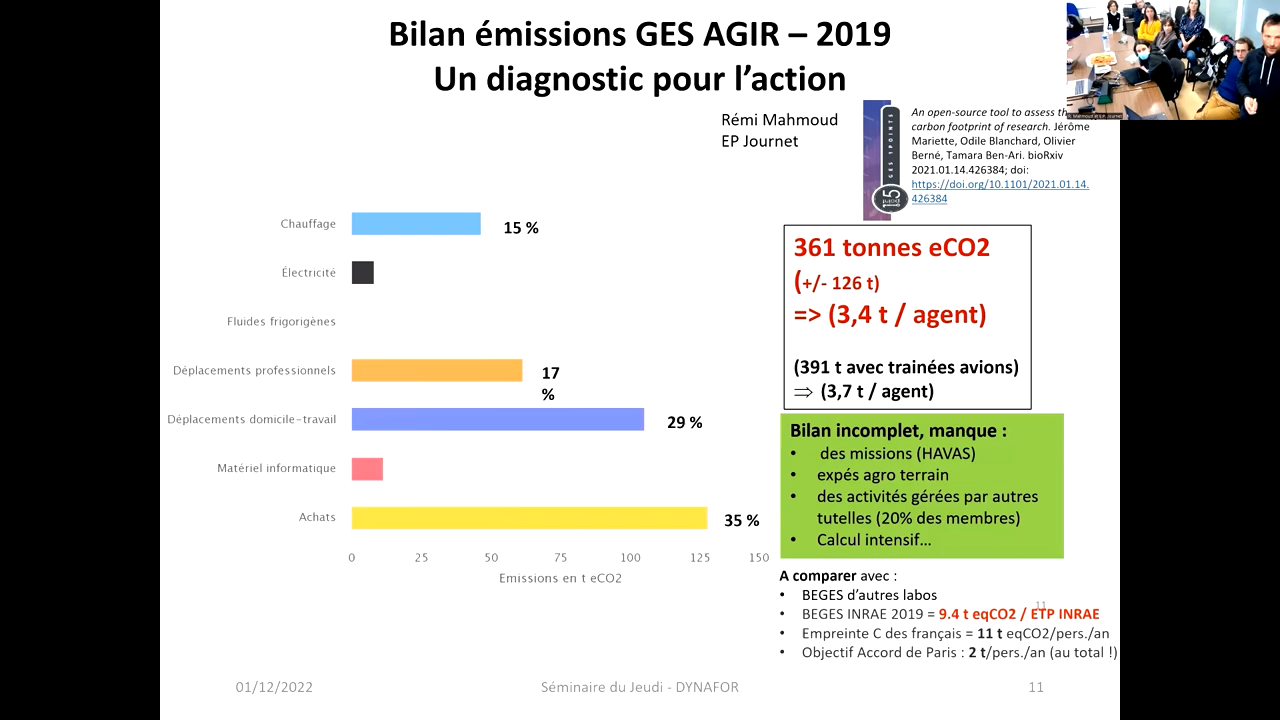 Bilan émissions GES AGIR – 2019
Un diagnostic pour l'action
Rémi Mahmoud
EP Journet
GES 1POINT5
An open-source tool to assess th
carbon footprint of research. Jérôme
Mariette, Odile Blanchard, Olivier
Berné, Tamara Ben-Ari. bioRxiv
2021.01.14.426384; doi:
https://doi.org/10.1101/2021.01.14.
426384
Chauffage
15 %
Électricité
Fluides frigorigènes
Déplacements professionnels
17
%
Déplacements domicile-travail
29 %
Matériel informatique
Achats
35 %
0 25 50 75 100 125 150
Emissions en t eCO2
361 tonnes eCO2
(+/- 126 t)
=> (3,4 t / agent)
(391 t avec trainées avions)
⇒ (3,7 t / agent)
Bilan incomplet, manque :
• des missions (HAVAS)
• expés agro terrain
• des activités gérées par autres
tutelles (20% des membres)
• Calcul intensif…
A comparer avec :
• BEGES d'autres labos
11
• BEGES INRAE 2019 = 9.4 t eqCO2 / ETP INRAE
• Empreinte C des français = 11 t eqCO2/pers./an
• Objectif Accord de Paris : 2 t/pers./an (au total !)
01/12/2022
Séminaire du Jeudi - DYNAFOR
11